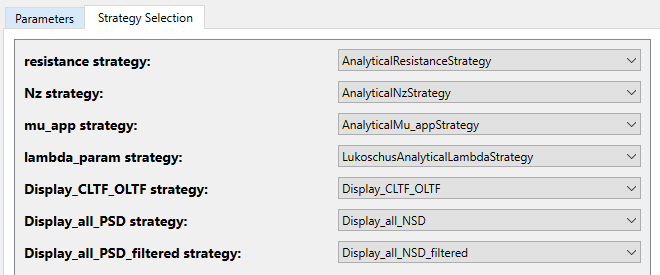 Parameters Strategy Selection
resistance strategy: AnalyticalResistanceStrategy
Nz strategy: AnalyticalNzStrategy
mu_app strategy: AnalyticalMu_appStrategy
lambda_param strategy: LukoschusAnalyticalLambdaStrategy
Display_CLTF_OLTF strategy: Display_CLTF_OLTF
Display_all_PSD strategy: Display_all_NSD
Display_all_PSD_filtered strategy: Display_all_NSD_filtered